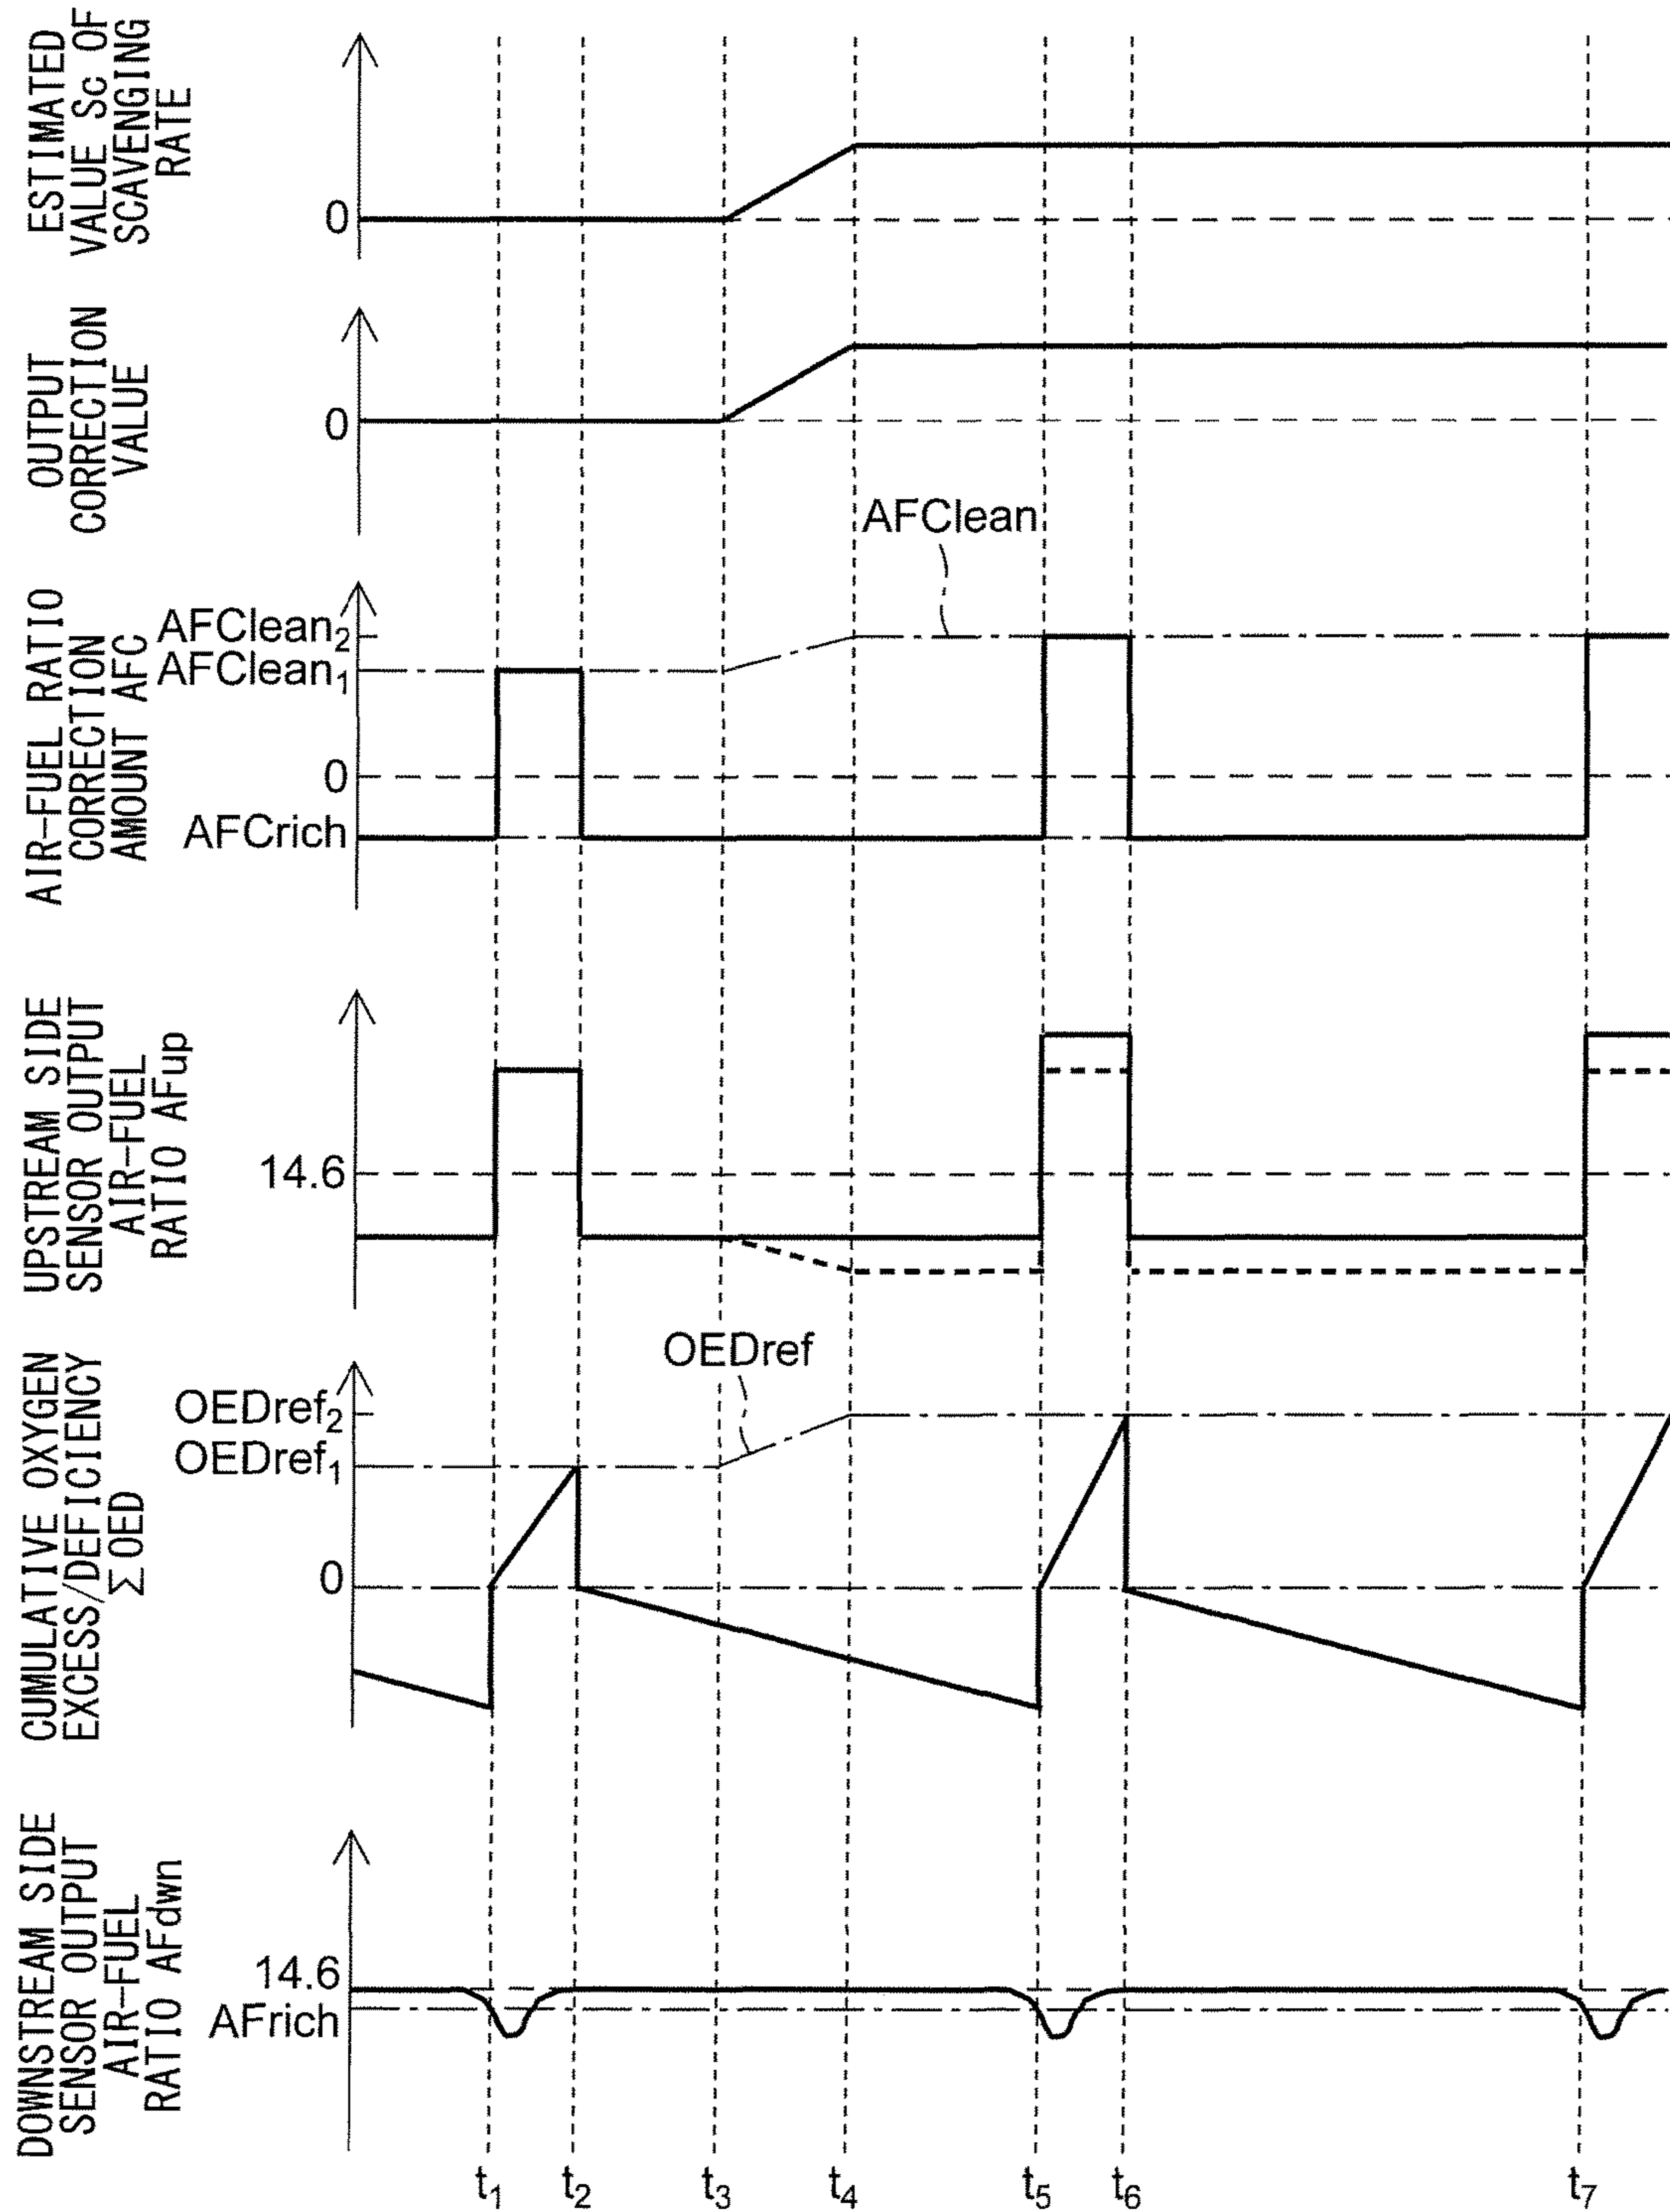 ESTIMATED
VALUE Sc OF
SCAVENGING
RATE
0
OUTPUT
CORRECTION
VALUE
0
AIR-FUEL RATIO
CORRECTION
AMOUNT AFC
AFClean
AFClean₂
AFClean₁
0
AFCrich
UPSTREAM SIDE
SENSOR OUTPUT
AIR-FUEL
RATIO AFup
14.6
CUMULATIVE OXYGEN
EXCESS/DEFICIENCY
ΣOED
OEDref
OEDref₂
OEDref₁
0
DOWNSTREAM SIDE
SENSOR OUTPUT
AIR-FUEL
RATIO AFdwn
14.6
AFrich
t₁ t₂ t₃ t₄ t₅ t₆ t₇